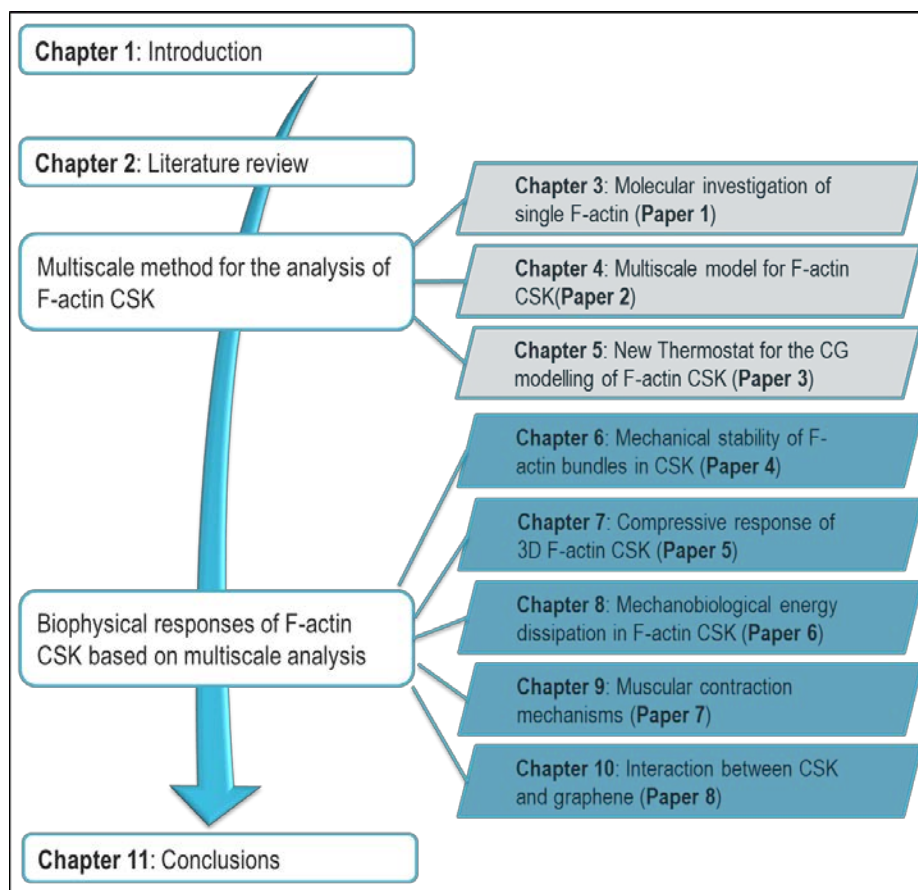 Chapter 1: Introduction
Chapter 2: Literature review
Multiscale method for the analysis of
F-actin CSK
Chapter 3: Molecular investigation of
single F-actin (Paper 1)
Chapter 4: Multiscale model for F-actin
CSK(Paper 2)
Chapter 5: New Thermostat for the CG
modelling of F-actin CSK (Paper 3)
Biophysical responses of F-actin
CSK based on multiscale analysis
Chapter 6: Mechanical stability of F-
actin bundles in CSK (Paper 4)
Chapter 7: Compressive response of
3D F-actin CSK (Paper 5)
Chapter 8: Mechanobiological energy
dissipation in F-actin CSK (Paper 6)
Chapter 9: Muscular contraction
mechanisms (Paper 7)
Chapter 10: Interaction between CSK
and graphene (Paper 8)
Chapter 11: Conclusions